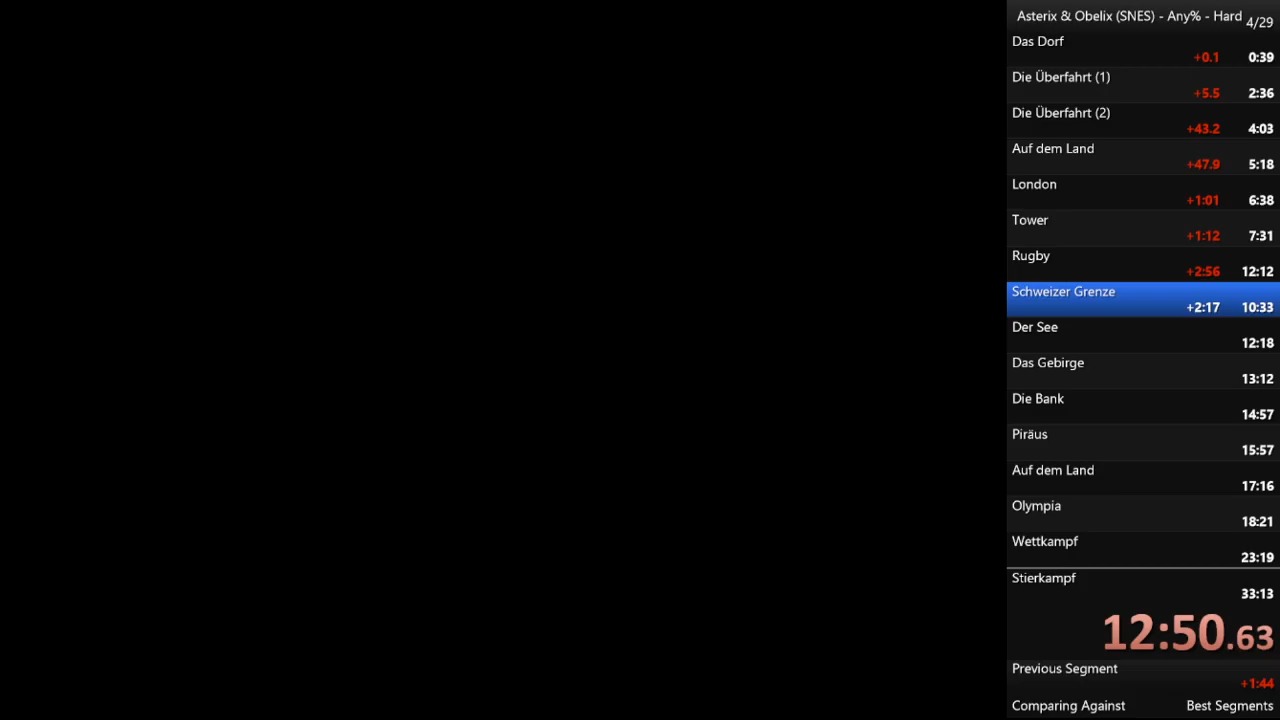 Asterix & Obelix (SNES) - Any% - Hard 4/29
Das Dorf
+0.1 0:39
Die Überfahrt (1)
+5.5 2:36
Die Überfahrt (2)
+43.2 4:03
Auf dem Land
+47.9 5:18
London
+1:01 6:38
Tower
+1:12 7:31
Rugby
+2:56 12:12
Schweizer Grenze
+2:17 10:33
Der See
12:18
Das Gebirge
13:12
Die Bank
14:57
Piräus
15:57
Auf dem Land
17:16
Olympia
18:21
Wettkampf
23:19
Stierkampf
33:13
12:50.63
Previous Segment
+1:44
Comparing Against Best Segments